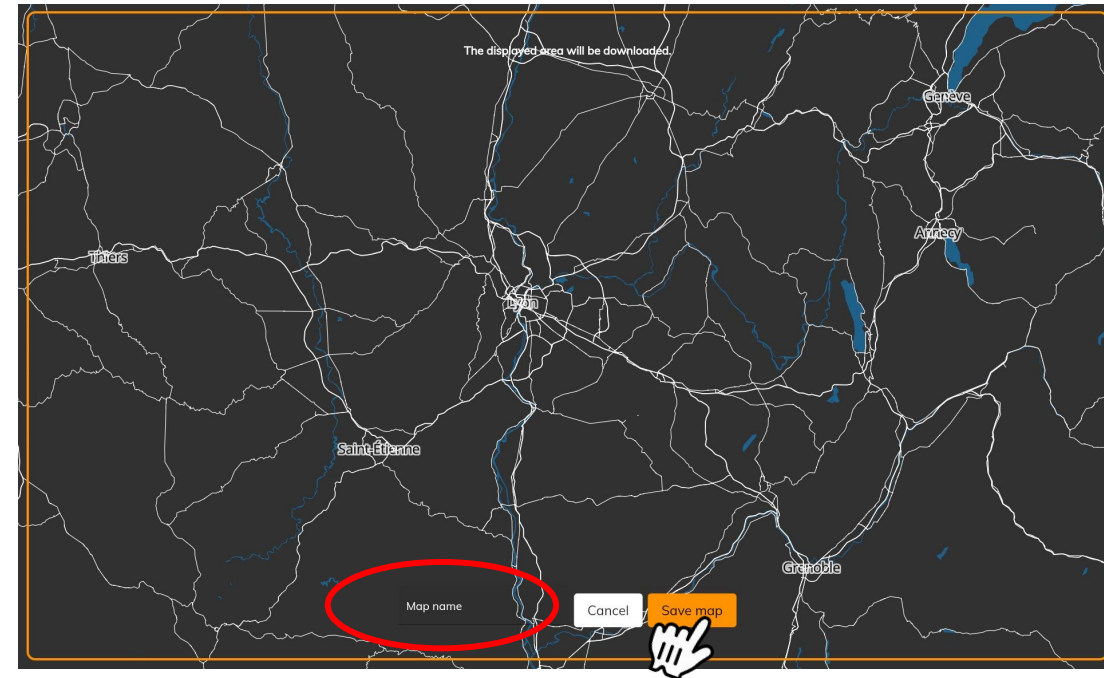 The displayed area will be downloaded.
Genève
Annecy
Thiers
Lyon
Saint-Étienne
Grenoble
Map name
Cancel
Save map